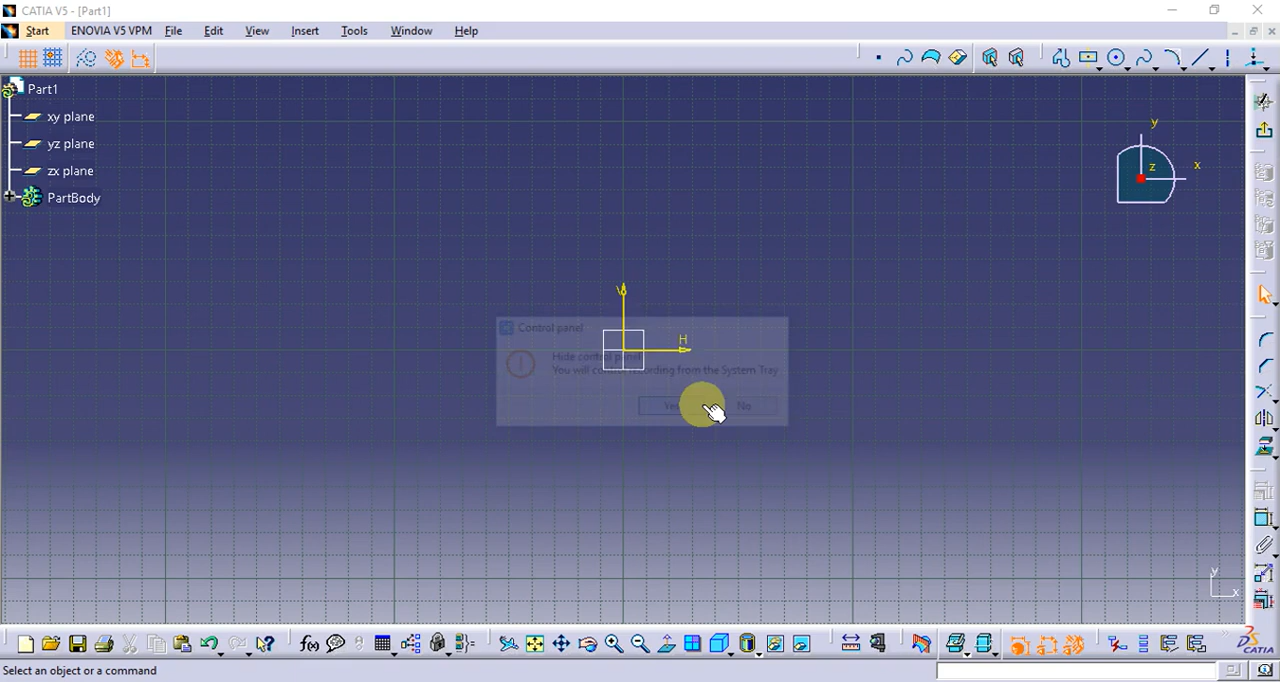 CATIA V5 - [Part1]
Start ENOVIA V5 VPM File Edit View Insert Tools Window Help
Part1
xy plane
yz plane
zx plane
PartBody
y
z
x
V
H
Control panel
Hide control panel
You will control recording from the System Tray
Yes No
y
x
f(x)
CATIA
Select an object or a command